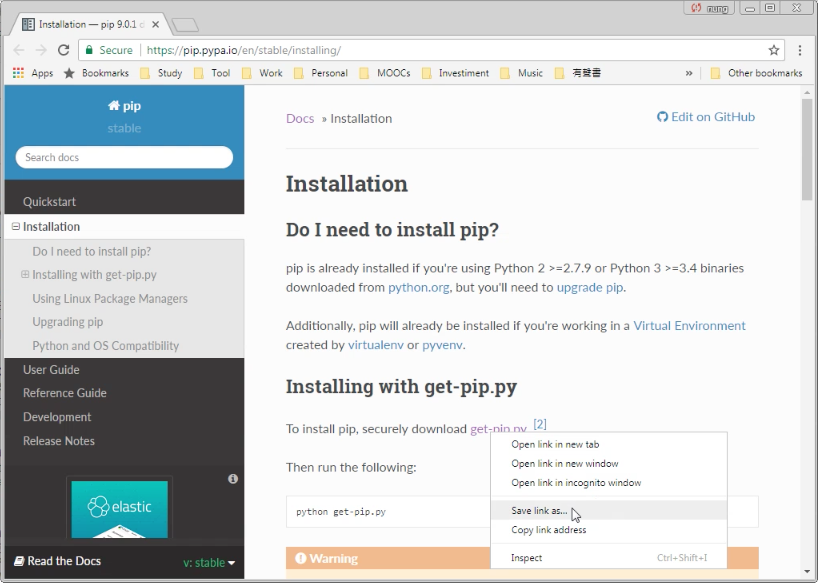 Installation — pip 9.0.1 d
Secure https://pip.pypa.io/en/stable/installing/
Apps Bookmarks Study Tool Work Personal MOOCs Investiment Music 有聲書 » Other bookmarks
pip
stable
Search docs
Quickstart
Installation
Do I need to install pip?
Installing with get-pip.py
Using Linux Package Managers
Upgrading pip
Python and OS Compatibility
User Guide
Reference Guide
Development
Release Notes
elastic
Read the Docs
v: stable
Docs » Installation
Edit on GitHub
Installation
Do I need to install pip?
pip is already installed if you're using Python 2 >=2.7.9 or Python 3 >=3.4 binaries
downloaded from python.org, but you'll need to upgrade pip.
Additionally, pip will already be installed if you're working in a Virtual Environment
created by virtualenv or pyvenv.
Installing with get-pip.py
To install pip, securely download get-pip.py [2]
Then run the following:
python get-pip.py
Warning
Open link in new tab
Open link in new window
Open link in incognito window
Save link as...
Copy link address
Inspect Ctrl+Shift+I